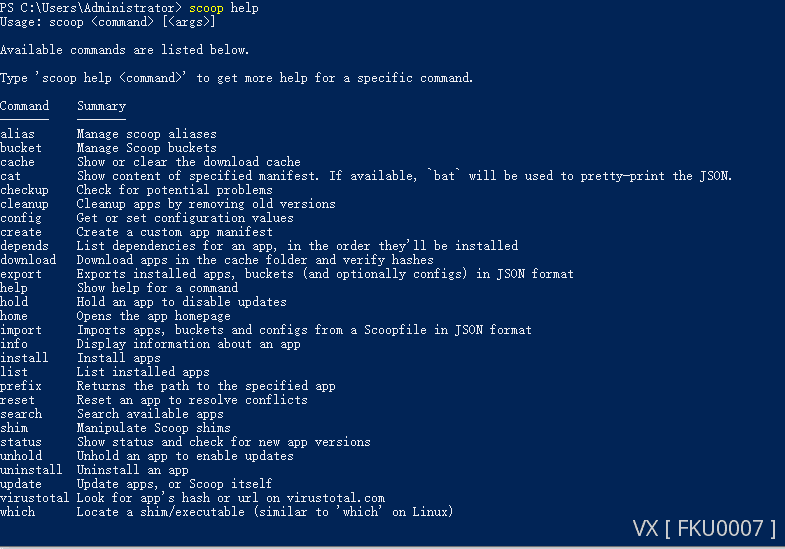 PS C:\Users\Administrator> scoop help
Usage: scoop <command> [<args>]
Available commands are listed below.
Type 'scoop help <command>' to get more help for a specific command.
Command Summary
alias Manage scoop aliases
bucket Manage Scoop buckets
cache Show or clear the download cache
cat Show content of specified manifest. If available, `bat` will be used to pretty-print the JSON.
checkup Check for potential problems
cleanup Cleanup apps by removing old versions
config Get or set configuration values
create Create a custom app manifest
depends List dependencies for an app, in the order they'll be installed
download Download apps in the cache folder and verify hashes
export Exports installed apps, buckets (and optionally configs) in JSON format
help Show help for a command
hold Hold an app to disable updates
home Opens the app homepage
import Imports apps, buckets and configs from a Scoopfile in JSON format
info Display information about an app
install Install apps
list List installed apps
prefix Returns the path to the specified app
reset Reset an app to resolve conflicts
search Search available apps
shim Manipulate Scoop shims
status Show status and check for new app versions
unhold Unhold an app to enable updates
uninstall Uninstall an app
update Update apps, or Scoop itself
virustotal Look for app's hash or url on virustotal.com
which Locate a shim/executable (similar to 'which' on Linux)
VX [ FKU0007 ]